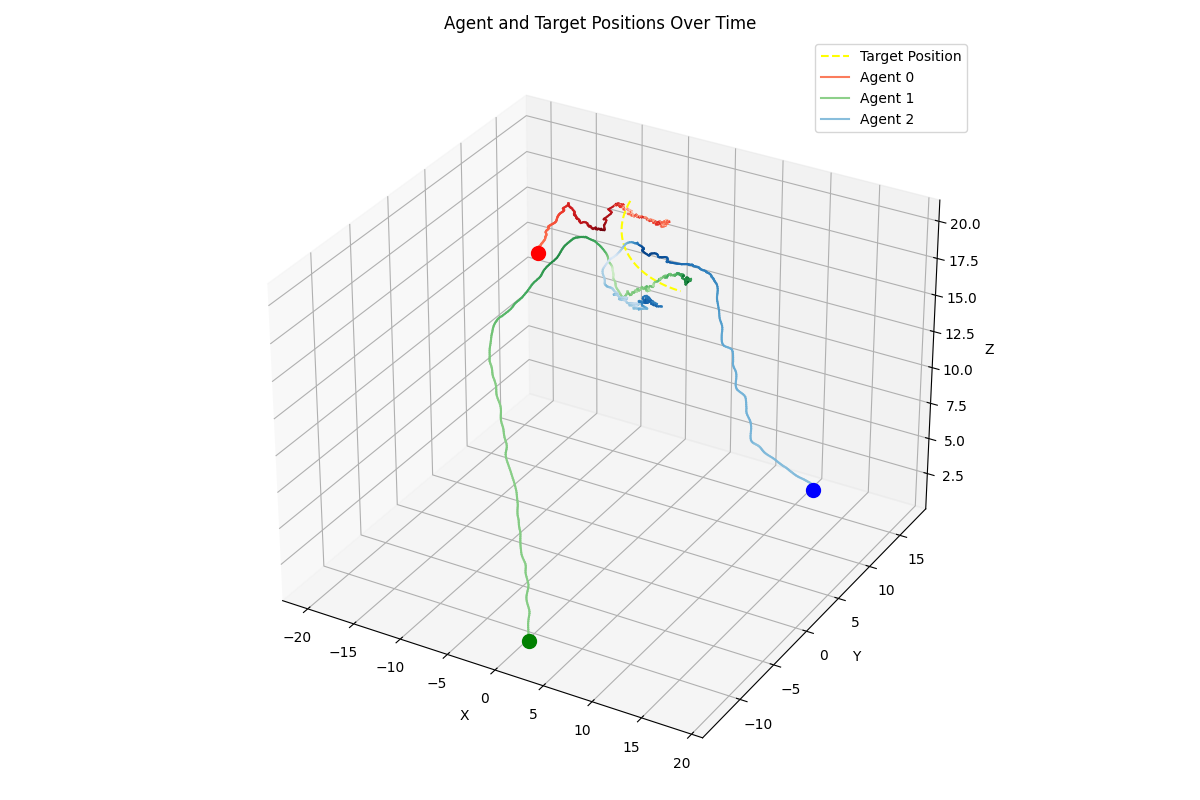 Agent and Target Positions Over Time
Target Position
Agent 0
Agent 1
Agent 2
20.0
17.5
15.0
12.5
10.0
7.5
5.0
2.5
Z
15
10
5
0
−5
−10
Y
−20
−15
−10
−5
0
5
10
15
20
X